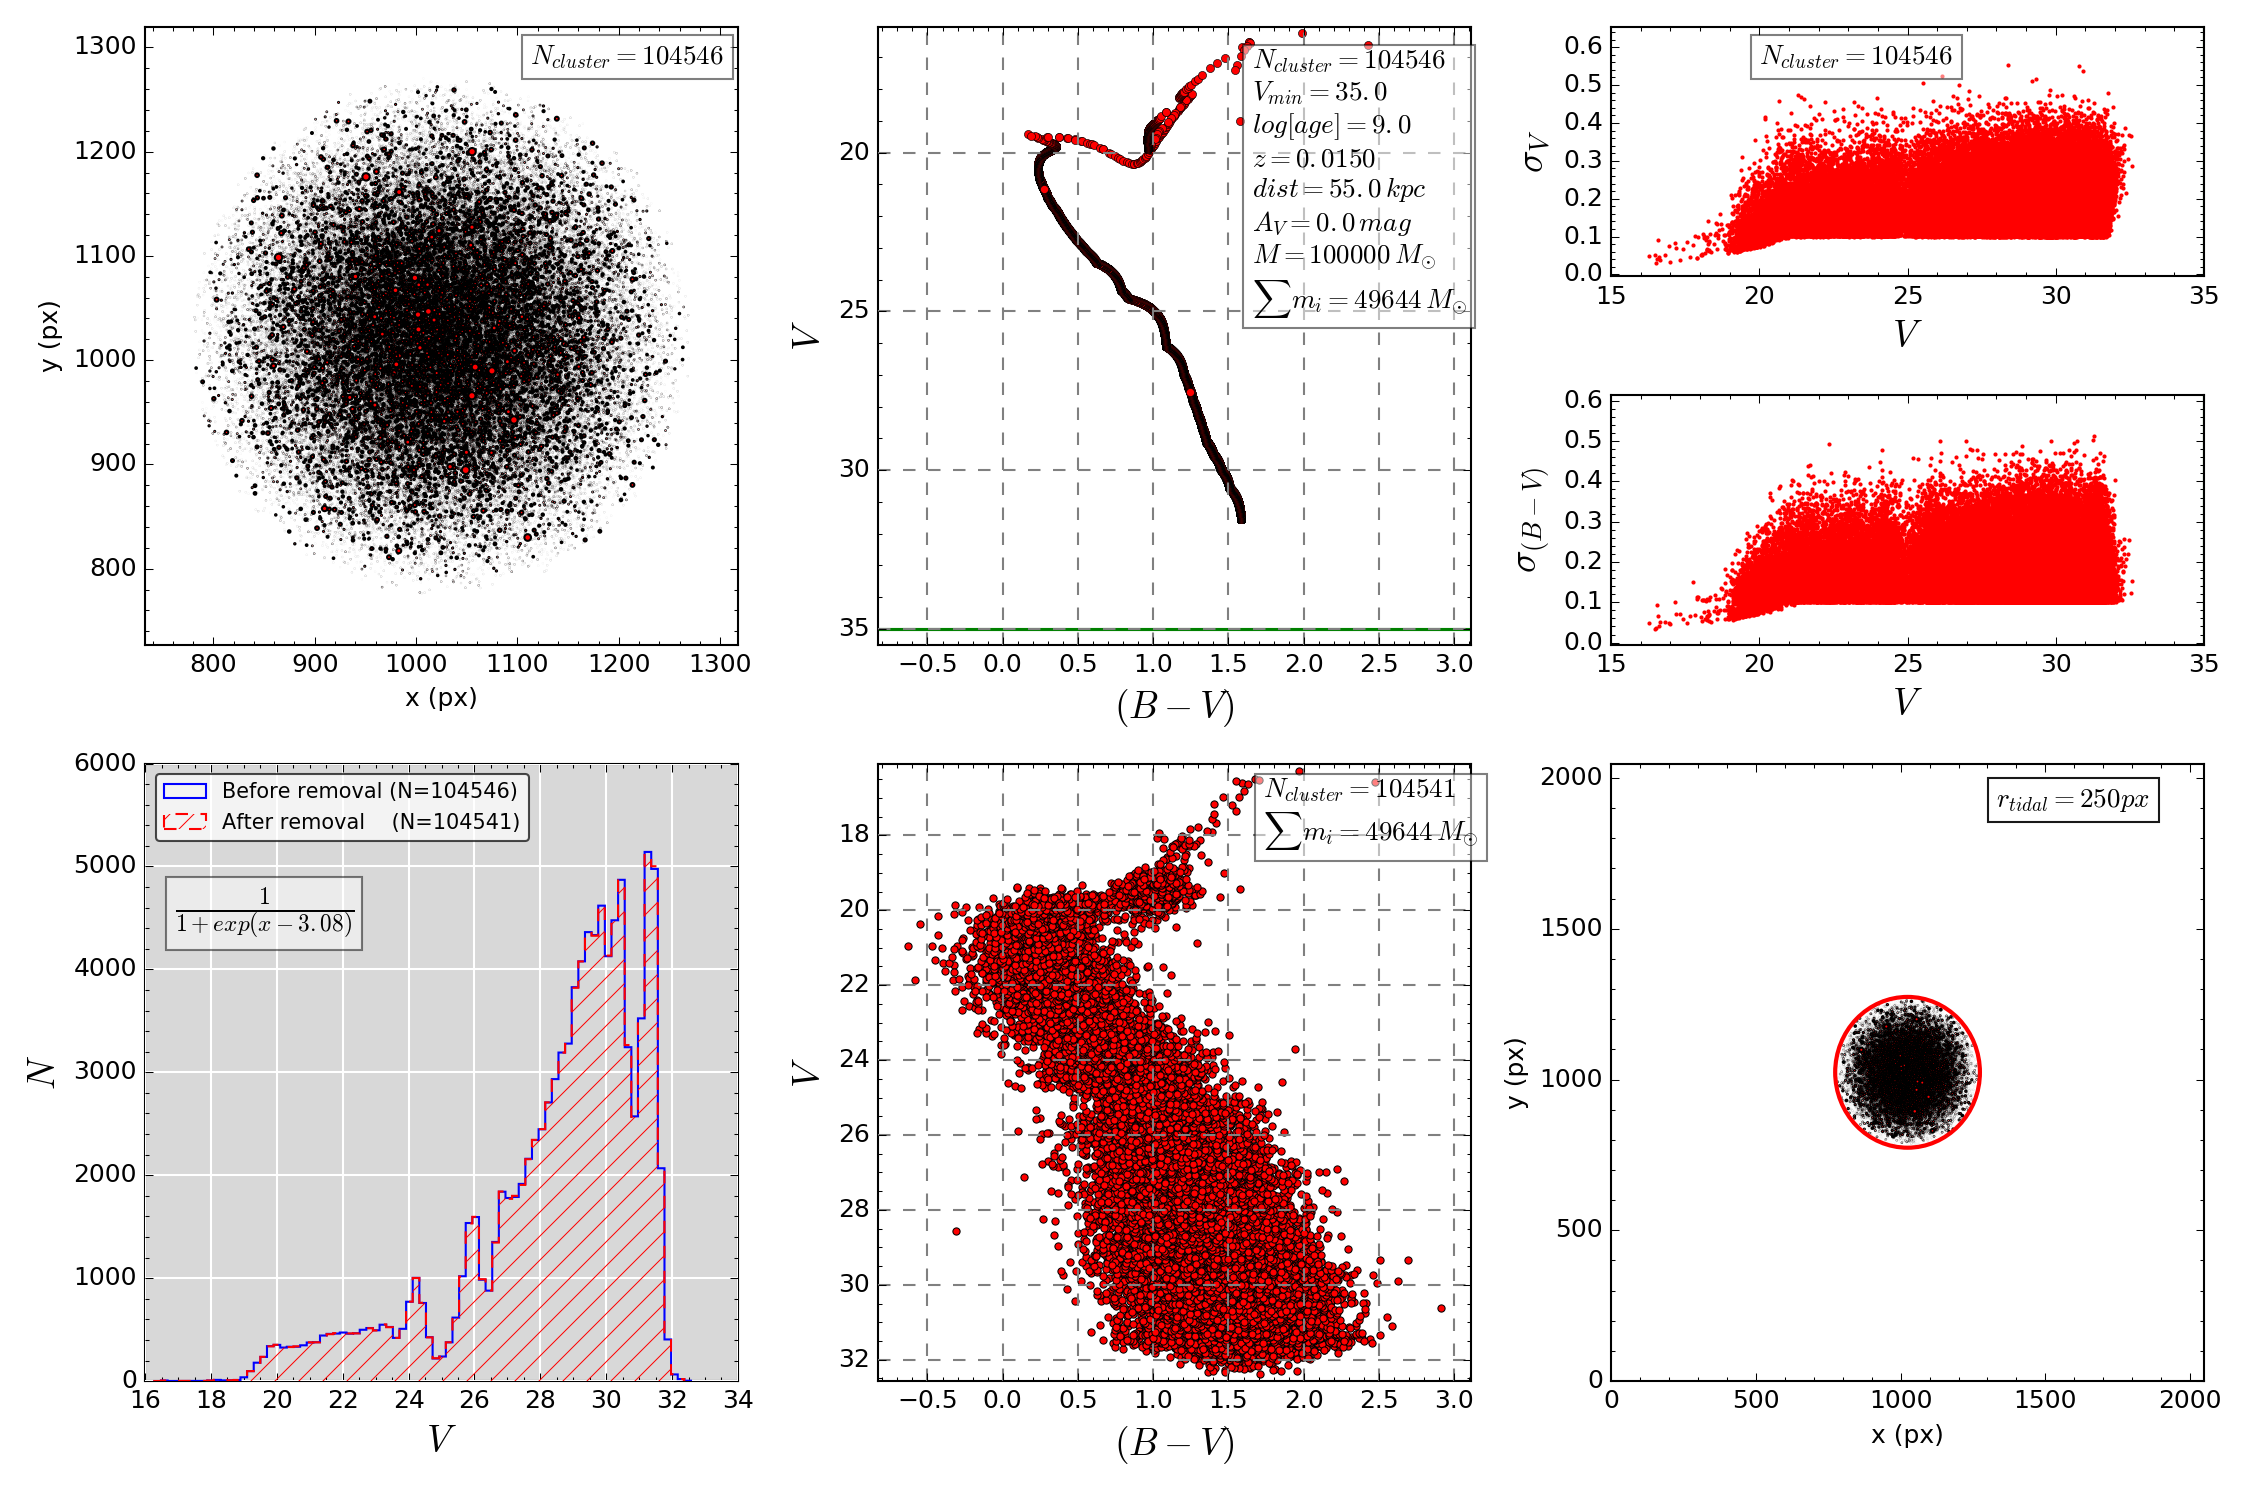 N_cluster = 104546
1300
1200
1100
1000
900
800
y (px)
800 900 1000 1100 1200 1300
x (px)
N_cluster = 104546
V_min = 35.0
log[age] = 9.0
z = 0.0150
dist = 55.0 kpc
A_V = 0.0 mag
M = 100000 M_⊙
∑ m_i = 49644 M_⊙
20
25
30
35
V
−0.5 0.0 0.5 1.0 1.5 2.0 2.5 3.0
(B − V)
N_cluster = 104546
0.6
0.5
0.4
0.3
0.2
0.1
0.0
σ_V
15 20 25 30 35
V
0.6
0.5
0.4
0.3
0.2
0.1
0.0
σ_(B − V)
15 20 25 30 35
V
6000
5000
4000
3000
2000
1000
0
N
Before removal (N=104546)
After removal (N=104541)
1
1 + exp(x − 3.08)
16 18 20 22 24 26 28 30 32 34
V
N_cluster = 104541
∑ m_i = 49644 M_⊙
18
20
22
24
26
28
30
32
V
−0.5 0.0 0.5 1.0 1.5 2.0 2.5 3.0
(B − V)
r_tidal = 250px
2000
1500
1000
500
0
y (px)
0 500 1000 1500 2000
x (px)